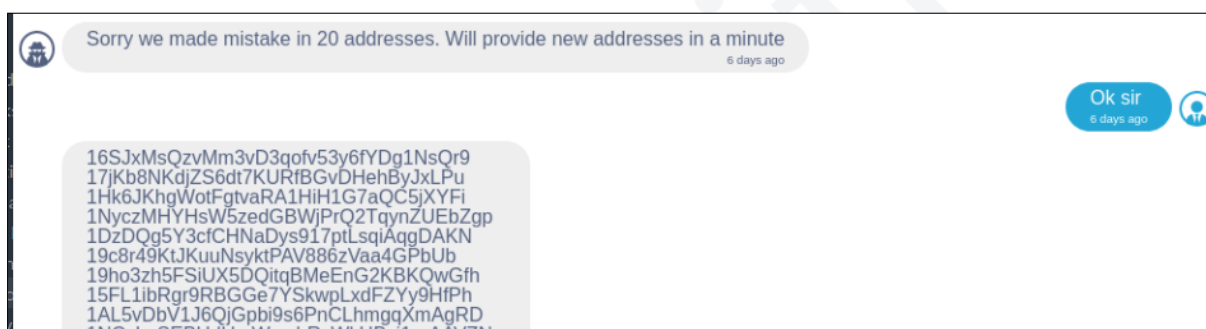 Sorry we made mistake in 20 addresses. Will provide new addresses in a minute
6 days ago
Ok sir
6 days ago
16SJxMsQzvMm3vD3qofv53y6fYDg1NsQr9
17jKb8NKdjZS6dt7KURfBGvDHehByJxLPu
1Hk6JKhgWotFgtvaRA1HiH1G7aQC5jXYFi
1NyczMHYHsW5zedGBWjPrQ2TqynZUEbZgp
1DzDQg5Y3cfCHNaDys917ptLsqiAqgDAKN
19c8r49KtJKuuNsyktPAV886zVaa4GPbUb
19ho3zh5FSiUX5DQitqBMeEnG2KBKQwGfh
15FL1ibRgr9RBGGe7YSkwpLxdFZYy9HfPh
1AL5vDbV1J6QjGpbi9s6PnCLhmgqXmAgRD